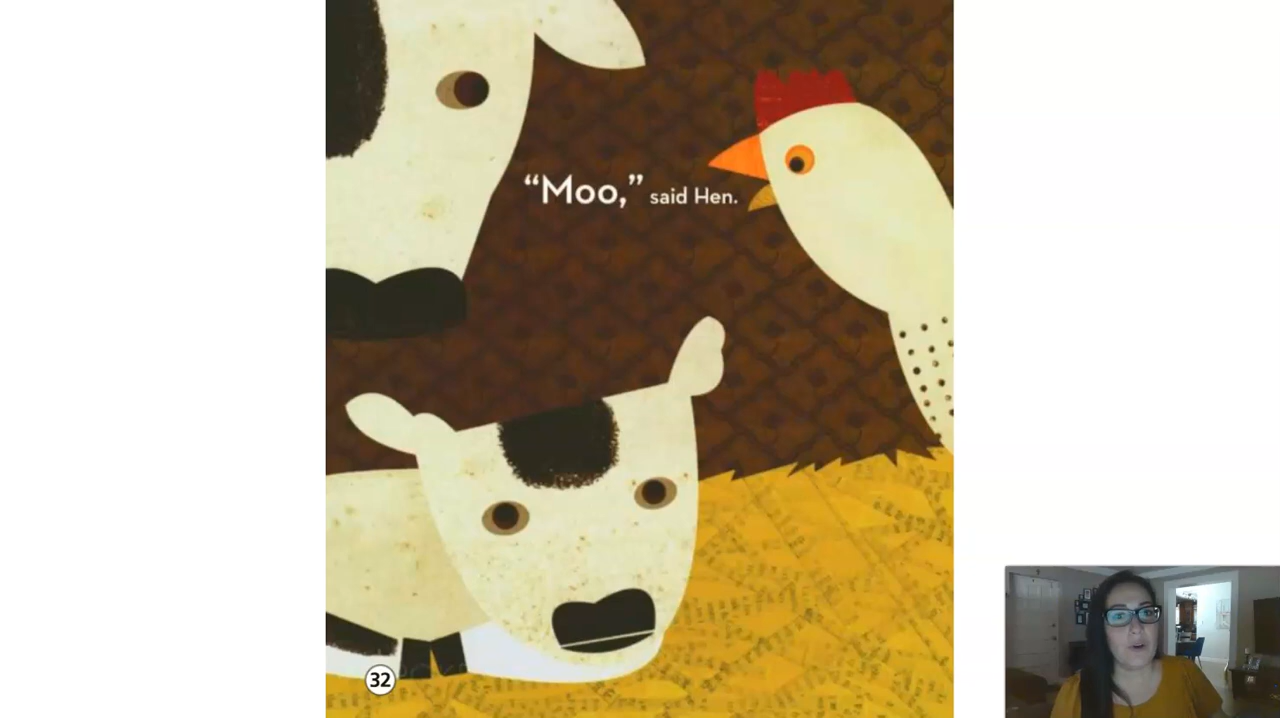 “Moo,” said Hen.
32